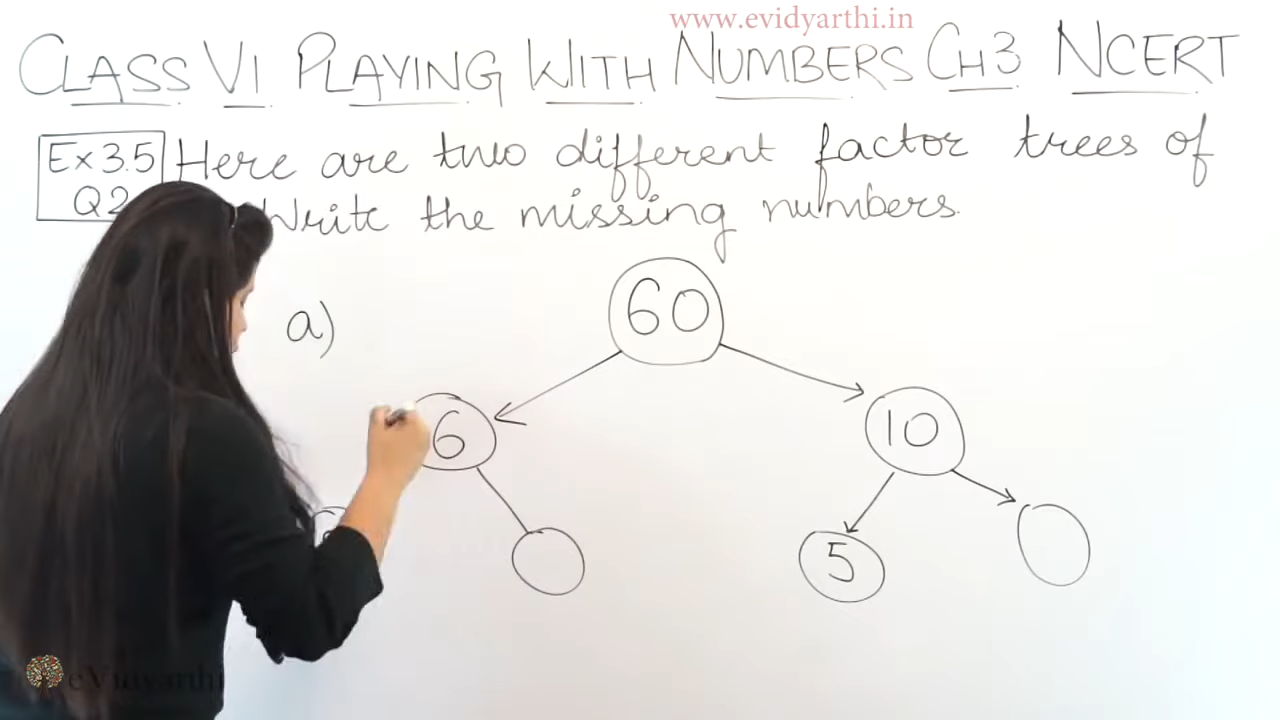 www.evidyarthi.in
CLASS VI PLAYING WITH NUMBERS CH3 NCERT
Ex 3.5 Here are two different factor trees of
Q2 Write the missing numbers.
a) 60
6 10
5
eVidyarthi